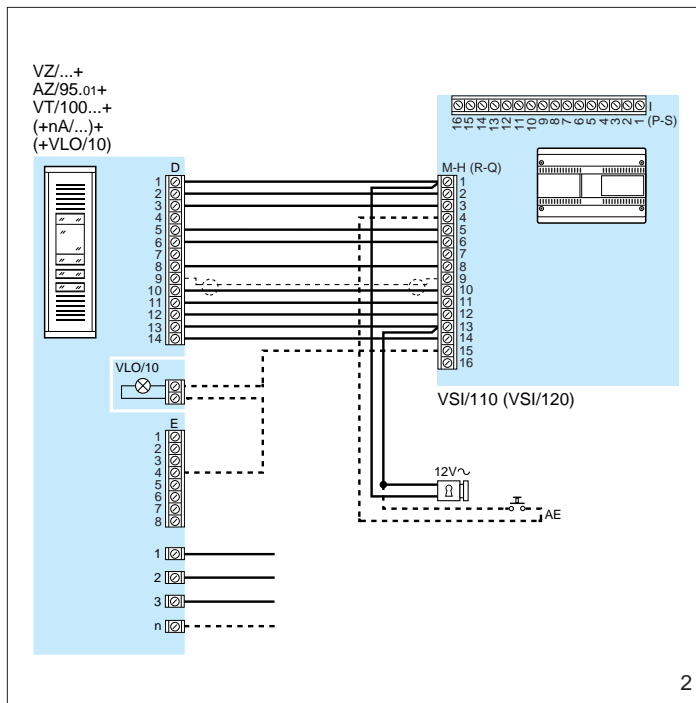 VZ/...+
AZ/95.01+
VT/100...+
(+nA/...)+
(+VLO/10)
D
1
2
3
4
5
6
7
8
9
10
11
12
13
14
VLO/10
E
1
2
3
4
5
6
7
8
1
2
3
n
I
(P-S)
16 15 14 13 12 11 10 9 8 7 6 5 4 3 2 1
M-H (R-Q)
1
2
3
4
5
6
7
8
9
10
11
12
13
14
15
16
VSI/110 (VSI/120)
12V~
AE
2